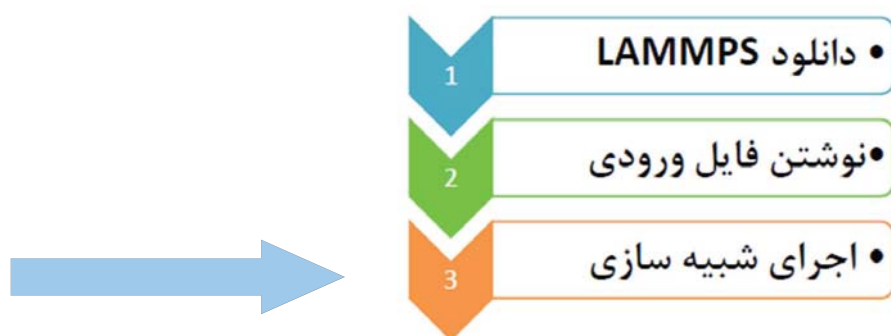 1
• دانلود LAMMPS
2
•نوشتن فایل ورودی
3
• اجرای شبیه سازی